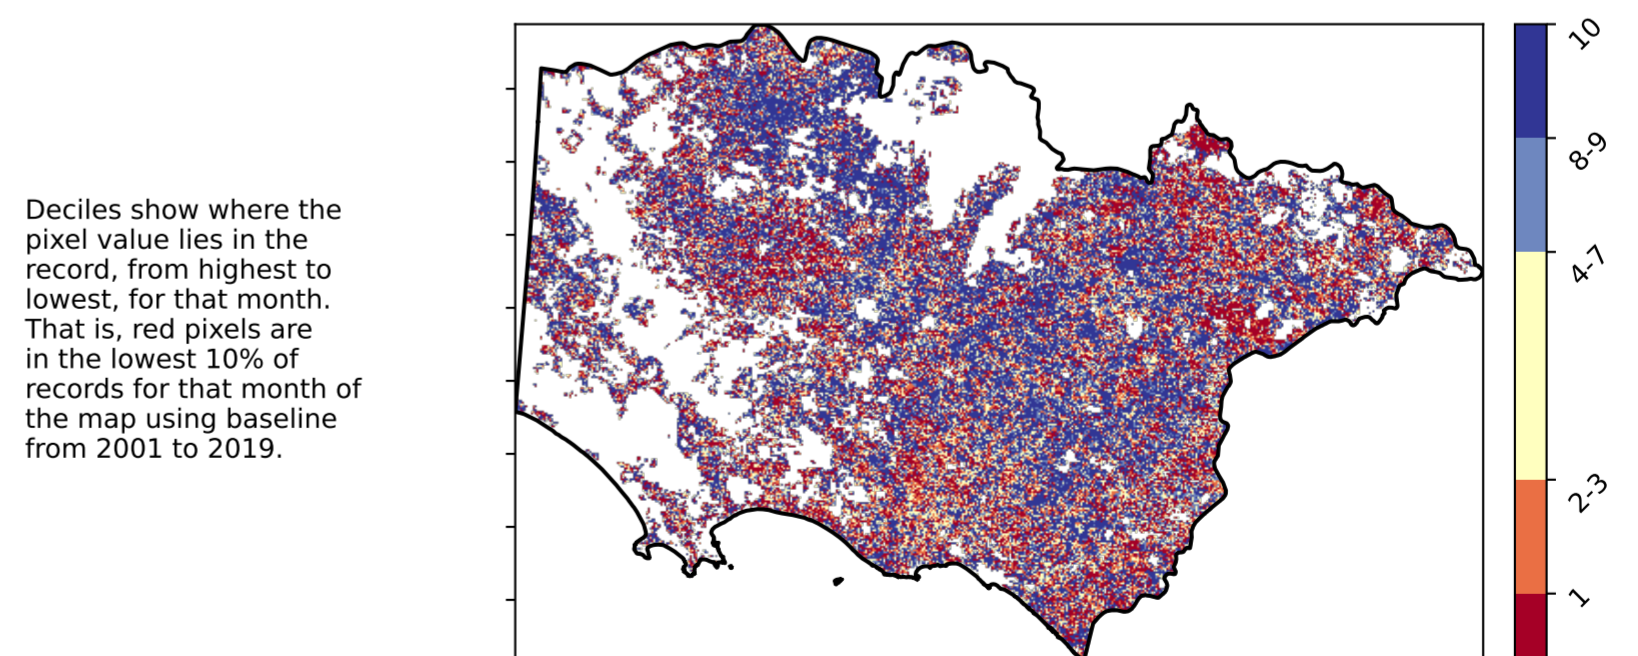 Deciles show where the
pixel value lies in the
record, from highest to
lowest, for that month.
That is, red pixels are
in the lowest 10% of
records for that month of
the map using baseline
from 2001 to 2019.
10
8-9
4-7
2-3
1